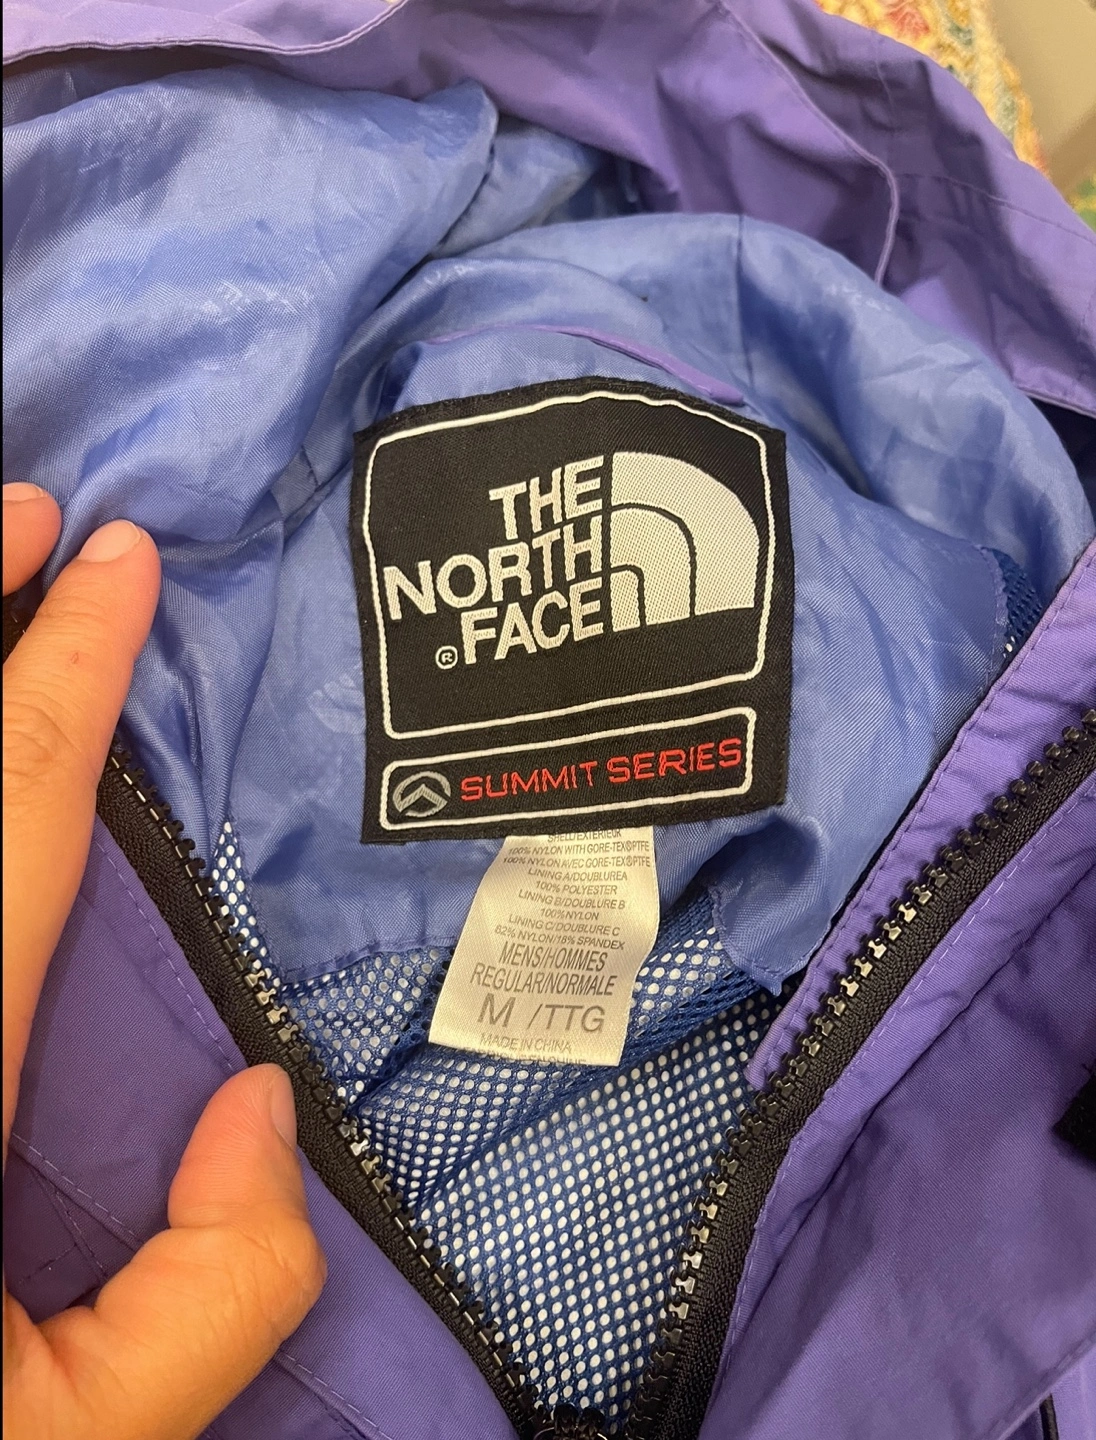 THE
NORTH
FACE
®
SUMMIT SERIES
SHELL/EXTERIEUR
100% NYLON WITH GORE-TEX®PTFE
100% NYLON AVEC GORE-TEX®PTFE
LINING A/DOUBLUREA
100% POLYESTER
LINING B/DOUBLURE B
100%NYLON
LINING C/DOUBLURE C
82% NYLON/18% SPANDEX
MENS/HOMMES
REGULAR/NORMALE
M /TTG
MADE IN CHINA